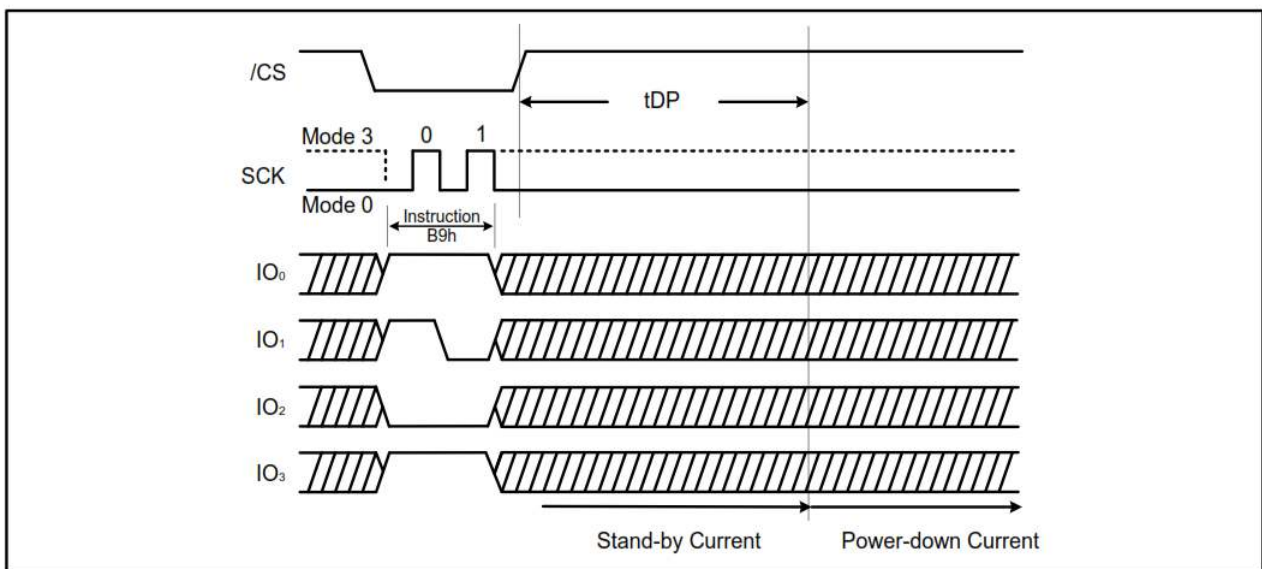 /CS
tDP
Mode 3
0
1
SCK
Mode 0
Instruction
B9h
IO₀
IO₁
IO₂
IO₃
Stand-by Current
Power-down Current